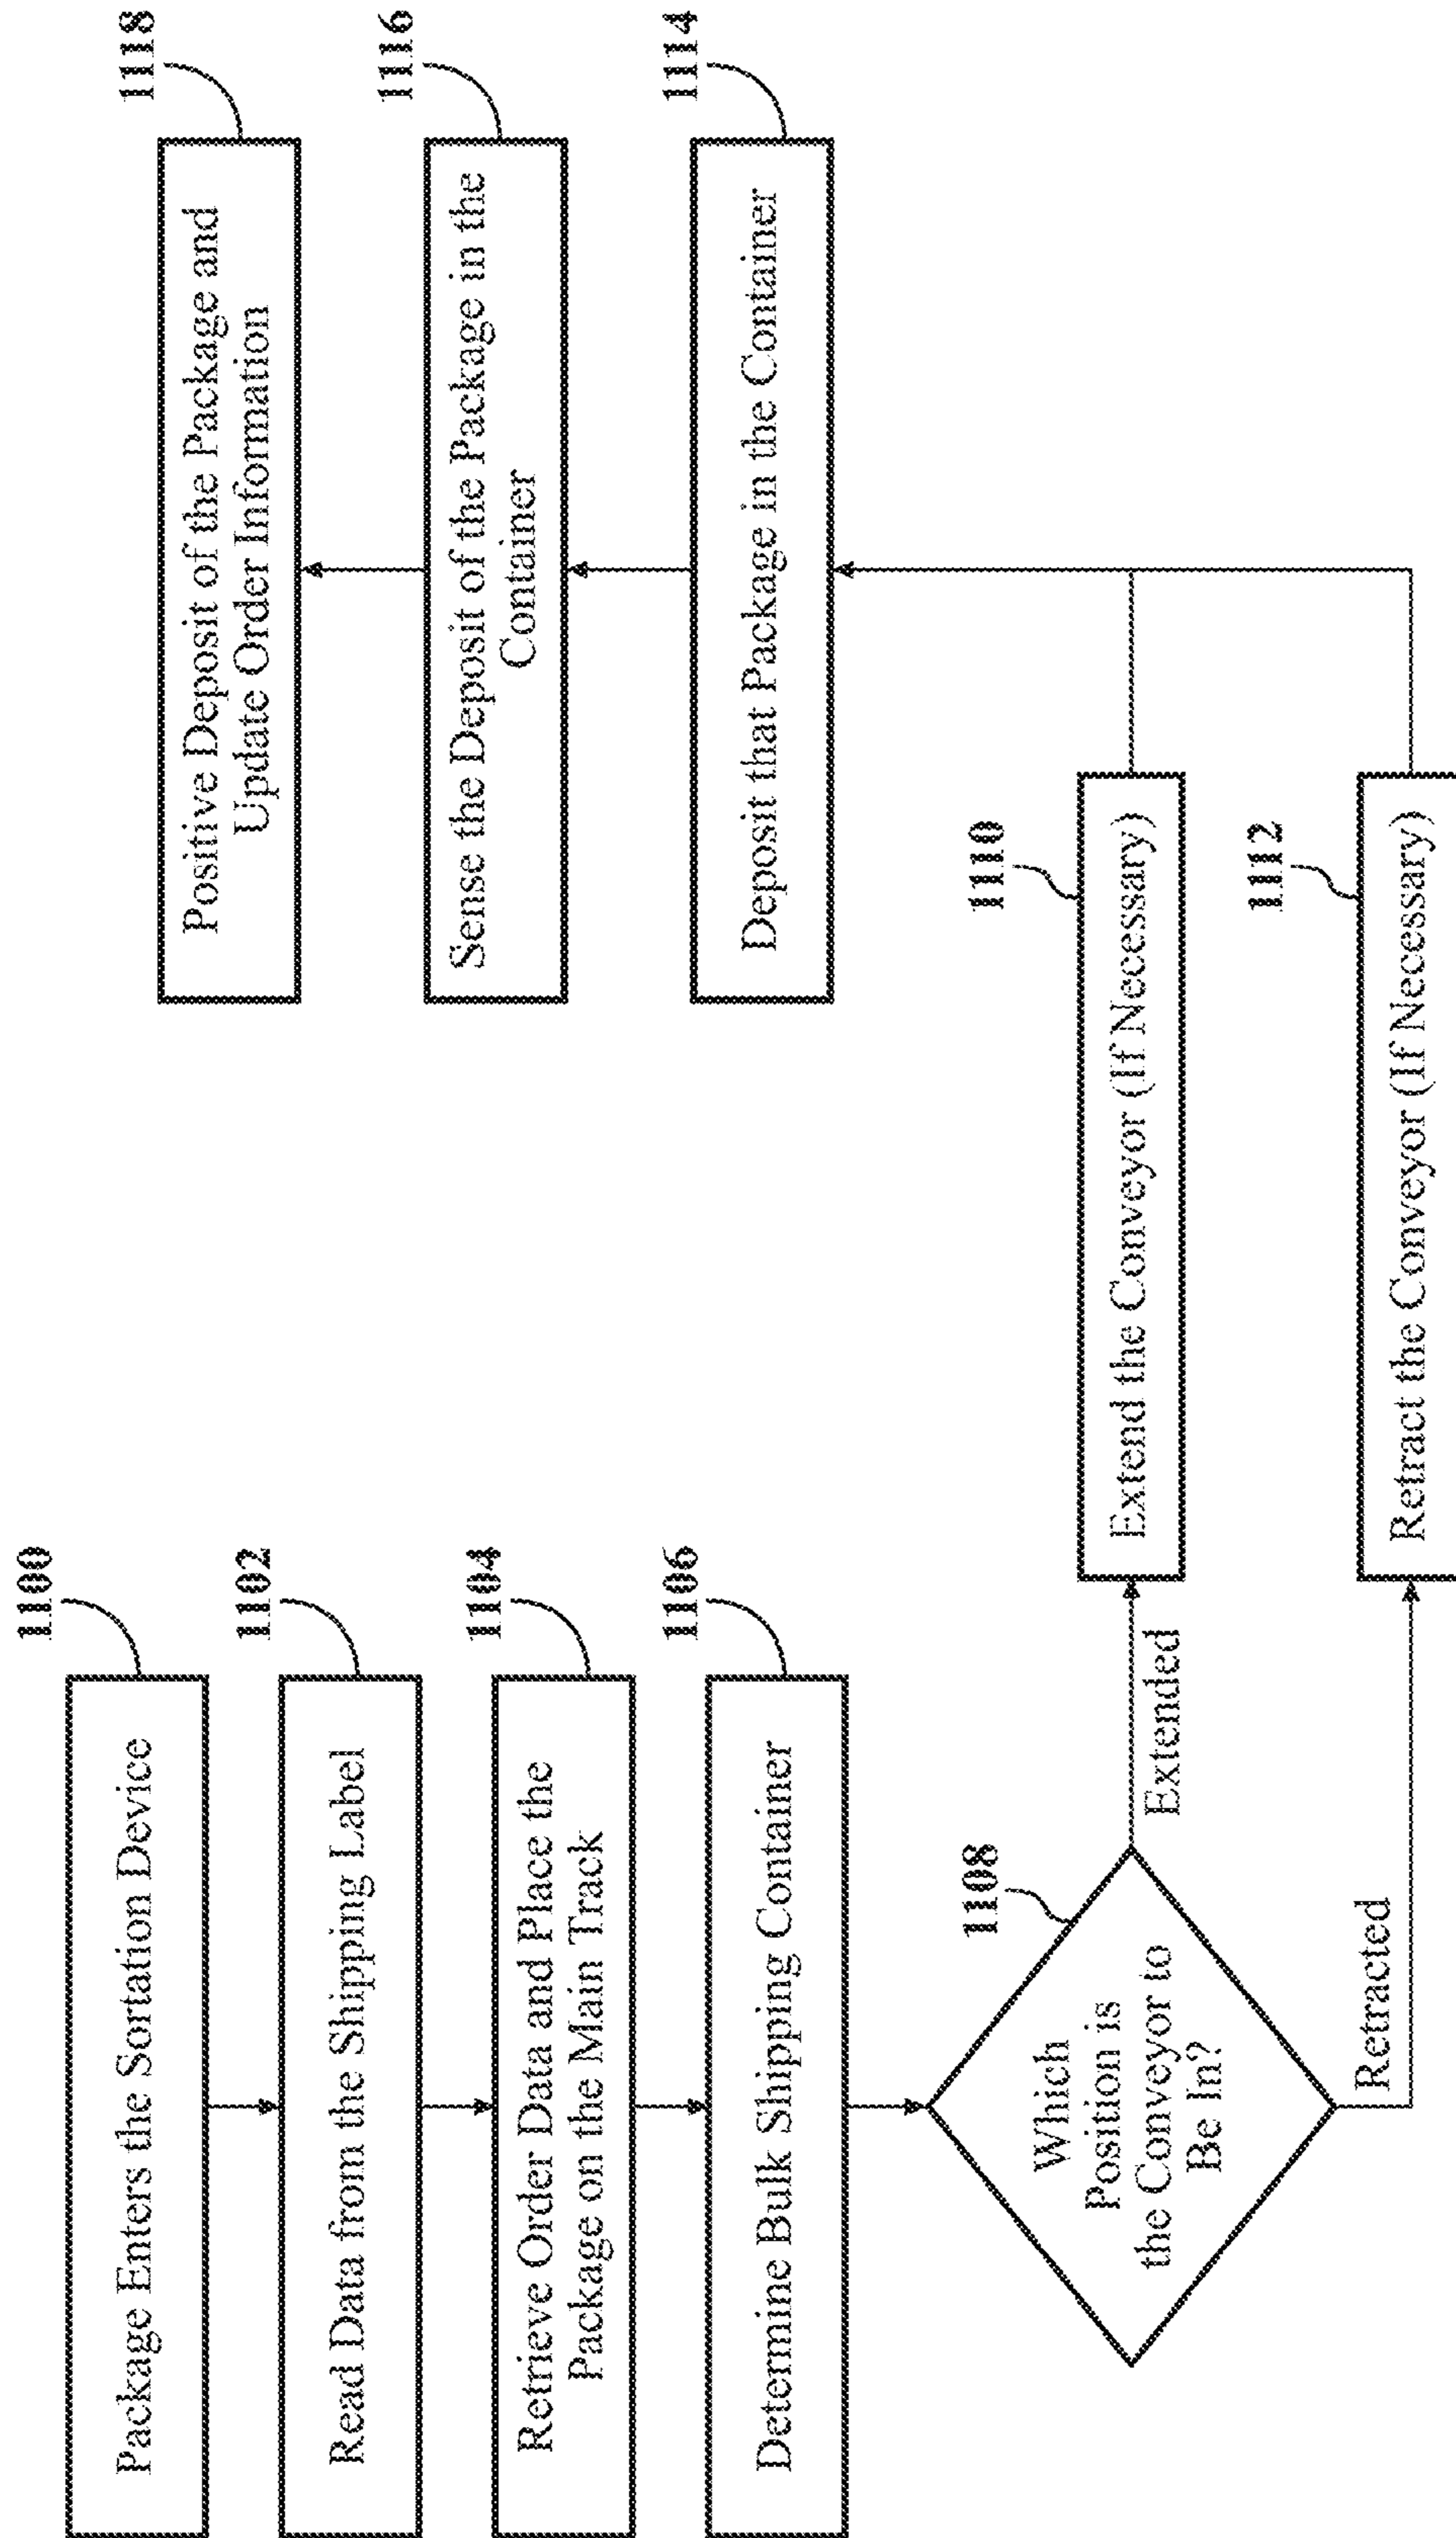 1100
Package Enters the Sortation Device
1102
Read Data from the Shipping Label
1104
Retrieve Order Data and Place the
Package on the Main Track
1106
Determine Bulk Shipping Container
1108
Which
Position is
the Conveyor to
Be In?
Extended
Retracted
1110
Extend the Conveyor (If Necessary)
1112
Retract the Conveyor (If Necessary)
1114
Deposit that Package in the Container
1116
Sense the Deposit of the Package in the
Container
1118
Positive Deposit of the Package and
Update Order Information